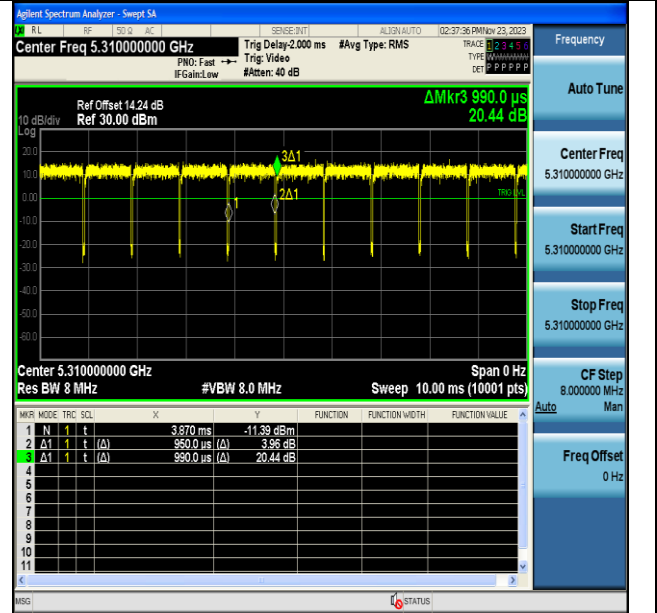 Agilent Spectrum Analyzer - Swept SA
RL RF 50 Ω AC SENSE:INT ALIGN AUTO 02:37:36 PM Nov 23, 2023
Center Freq 5.310000000 GHz
Trig Delay-2.000 ms #Avg Type: RMS
TRACE 1 2 3 4 5 6
PNO: Fast Trig: Video
TYPE
IFGain:Low #Atten: 40 dB
DET P P P P P P
Frequency
ΔMkr3 990.0 µs
20.44 dB
Ref Offset 14.24 dB
10 dB/div Ref 30.00 dBm
Log
20.0
10.0
0.00
-10.0
-20.0
-30.0
-40.0
-50.0
-60.0
3Δ1
2Δ1
1
TRIG LVL
Center 5.310000000 GHz Span 0 Hz
Res BW 8 MHz #VBW 8.0 MHz Sweep 10.00 ms (10001 pts)
MKR MODE TRC SCL X Y FUNCTION FUNCTION WIDTH FUNCTION VALUE
1 N 1 t 3.870 ms -11.39 dBm
2 Δ1 1 t (Δ) 950.0 µs (Δ) 3.96 dB
3 Δ1 1 t (Δ) 990.0 µs (Δ) 20.44 dB
4
5
6
7
8
9
10
11
MSG STATUS
Auto Tune
Center Freq
5.310000000 GHz
Start Freq
5.310000000 GHz
Stop Freq
5.310000000 GHz
CF Step
8.000000 MHz
Auto Man
Freq Offset
0 Hz